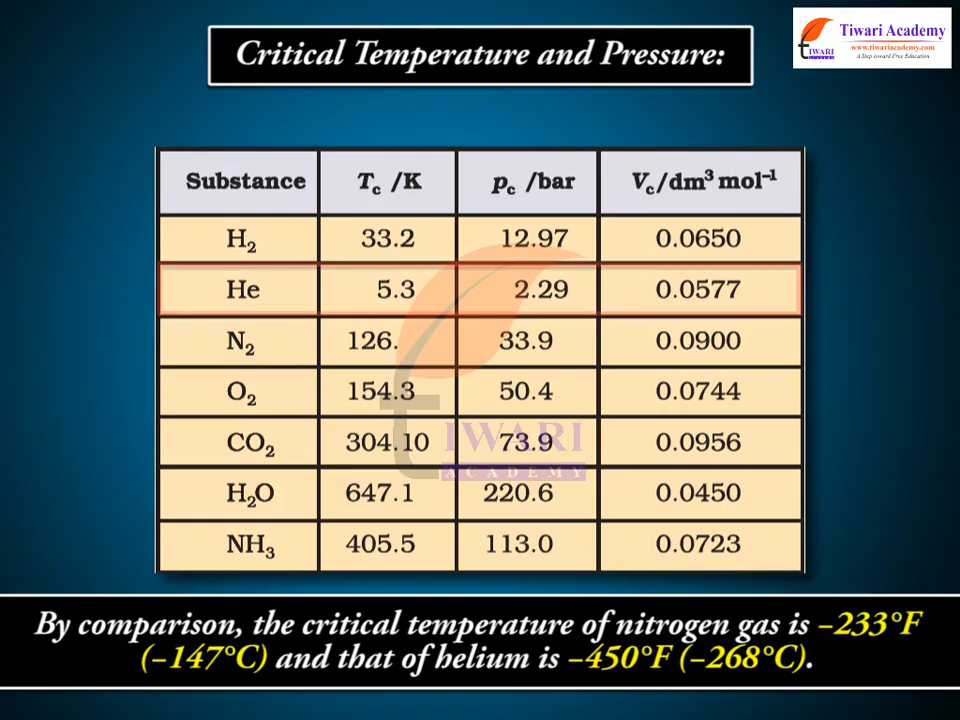 Critical Temperature and Pressure:
Tiwari Academy
www.tiwariacademy.com
A Step toward Free Education
TIWARI
ACADEMY
Substance Tc /K pc /bar Vc/dm³ mol⁻¹
H₂ 33.2 12.97 0.0650
He 5.3 2.29 0.0577
N₂ 126. 33.9 0.0900
O₂ 154.3 50.4 0.0744
CO₂ 304.10 73.9 0.0956
H₂O 647.1 220.6 0.0450
NH₃ 405.5 113.0 0.0723
TIWARI
ACADEMY
By comparison, the critical temperature of nitrogen gas is –233°F
(–147°C) and that of helium is –450°F (–268°C).